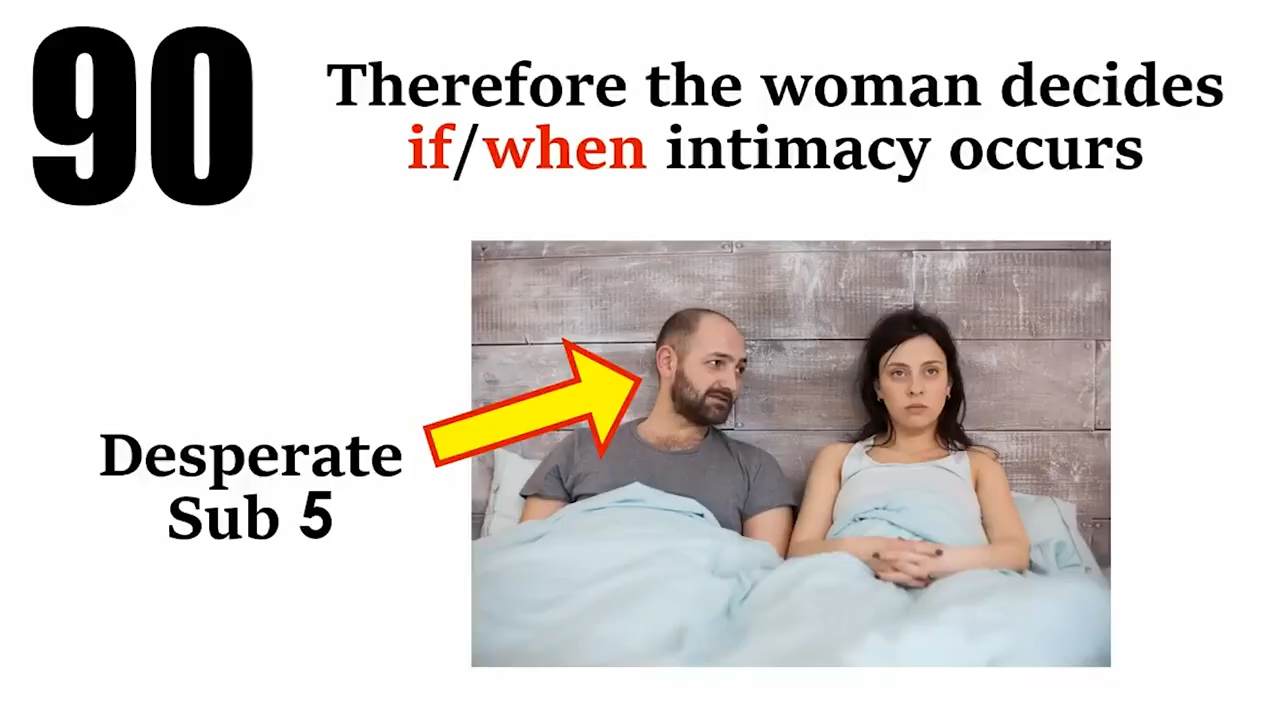 90
Therefore the woman decides
if/when intimacy occurs
Desperate
Sub 5